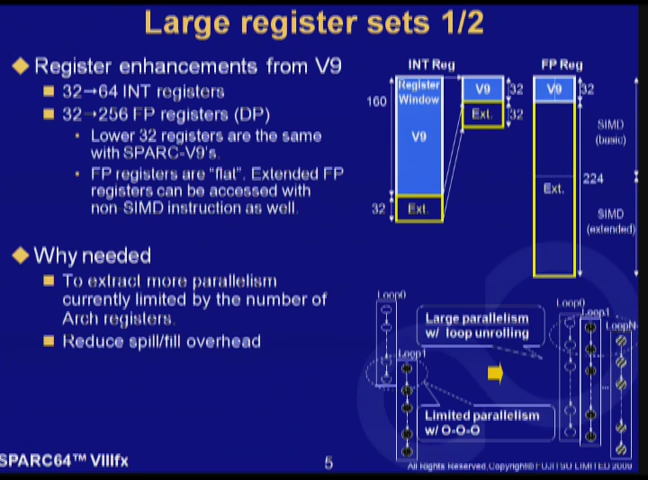 Large register sets 1/2
Register enhancements from V9
32→64 INT registers
32→256 FP registers (DP)
Lower 32 registers are the same
with SPARC-V9's.
FP registers are "flat". Extended FP
registers can be accessed with
non-SIMD instruction as well.
Why needed
To extract more parallelism
currently limited by the number of
Arch registers.
Reduce spill/fill overhead
INT Reg
FP Reg
Register
Window
V9
160
32
Ext.
V9
32
Ext.
32
V9
32
Ext.
224
SIMD
(basic)
SIMD
(extended)
Loop0
Loop1
Large parallelism
w/ loop unrolling
Limited parallelism
w/ O-O-O
Loop0
Loop1
LoopN
...
SPARC64™ VIIIfx
5
All Rights Reserved,Copyright© FUJITSU LIMITED 2009